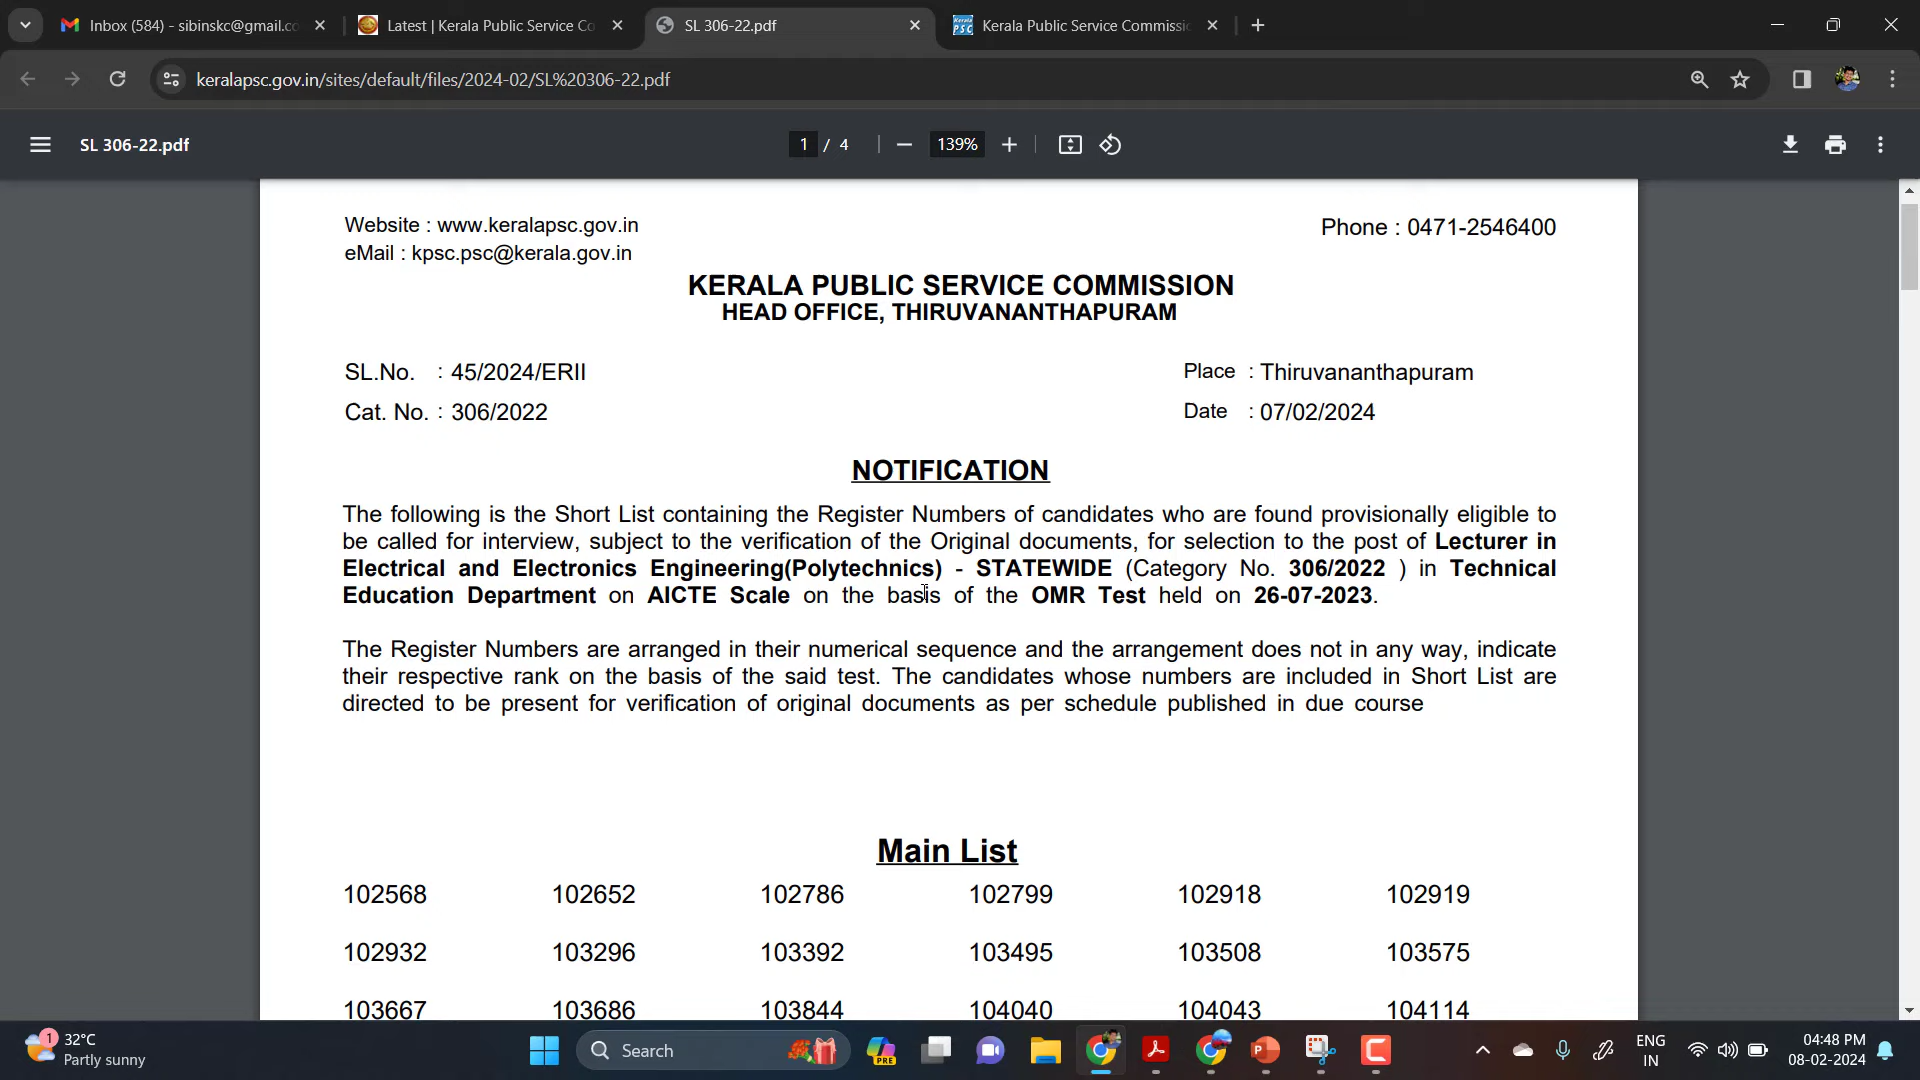 Inbox (584) - sibinskc@gmail.co
Latest | Kerala Public Service Co
SL 306-22.pdf
Kerala Public Service Commissi
keralapsc.gov.in/sites/default/files/2024-02/SL%20306-22.pdf
SL 306-22.pdf
1 / 4
139%
Website : www.keralapsc.gov.in
Phone : 0471-2546400
eMail : kpsc.psc@kerala.gov.in
KERALA PUBLIC SERVICE COMMISSION
HEAD OFFICE, THIRUVANANTHAPURAM
SL.No. : 45/2024/ERII
Place : Thiruvananthapuram
Cat. No. : 306/2022
Date : 07/02/2024
NOTIFICATION
The following is the Short List containing the Register Numbers of candidates who are found provisionally eligible to
be called for interview, subject to the verification of the Original documents, for selection to the post of Lecturer in
Electrical and Electronics Engineering(Polytechnics) - STATEWIDE (Category No. 306/2022 ) in Technical
Education Department on AICTE Scale on the basis of the OMR Test held on 26-07-2023.
The Register Numbers are arranged in their numerical sequence and the arrangement does not in any way, indicate
their respective rank on the basis of the said test. The candidates whose numbers are included in Short List are
directed to be present for verification of original documents as per schedule published in due course
Main List
102568 102652 102786 102799 102918 102919
102932 103296 103392 103495 103508 103575
103667 103686 103844 104040 104043 104114
1
32°C
Partly sunny
Search
PRE
ENG
IN
04:48 PM
08-02-2024